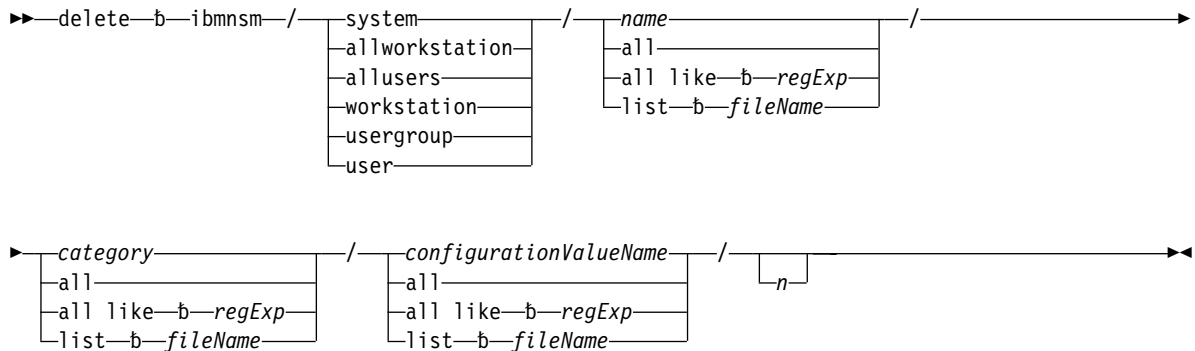 delete ƀ ibmnsm / system / name /
allworkstation all
allusers all like ƀ regExp
workstation list ƀ fileName
usergroup
user
category / configurationValueName /
all all n
all like ƀ regExp all like ƀ regExp
list ƀ fileName list ƀ fileName